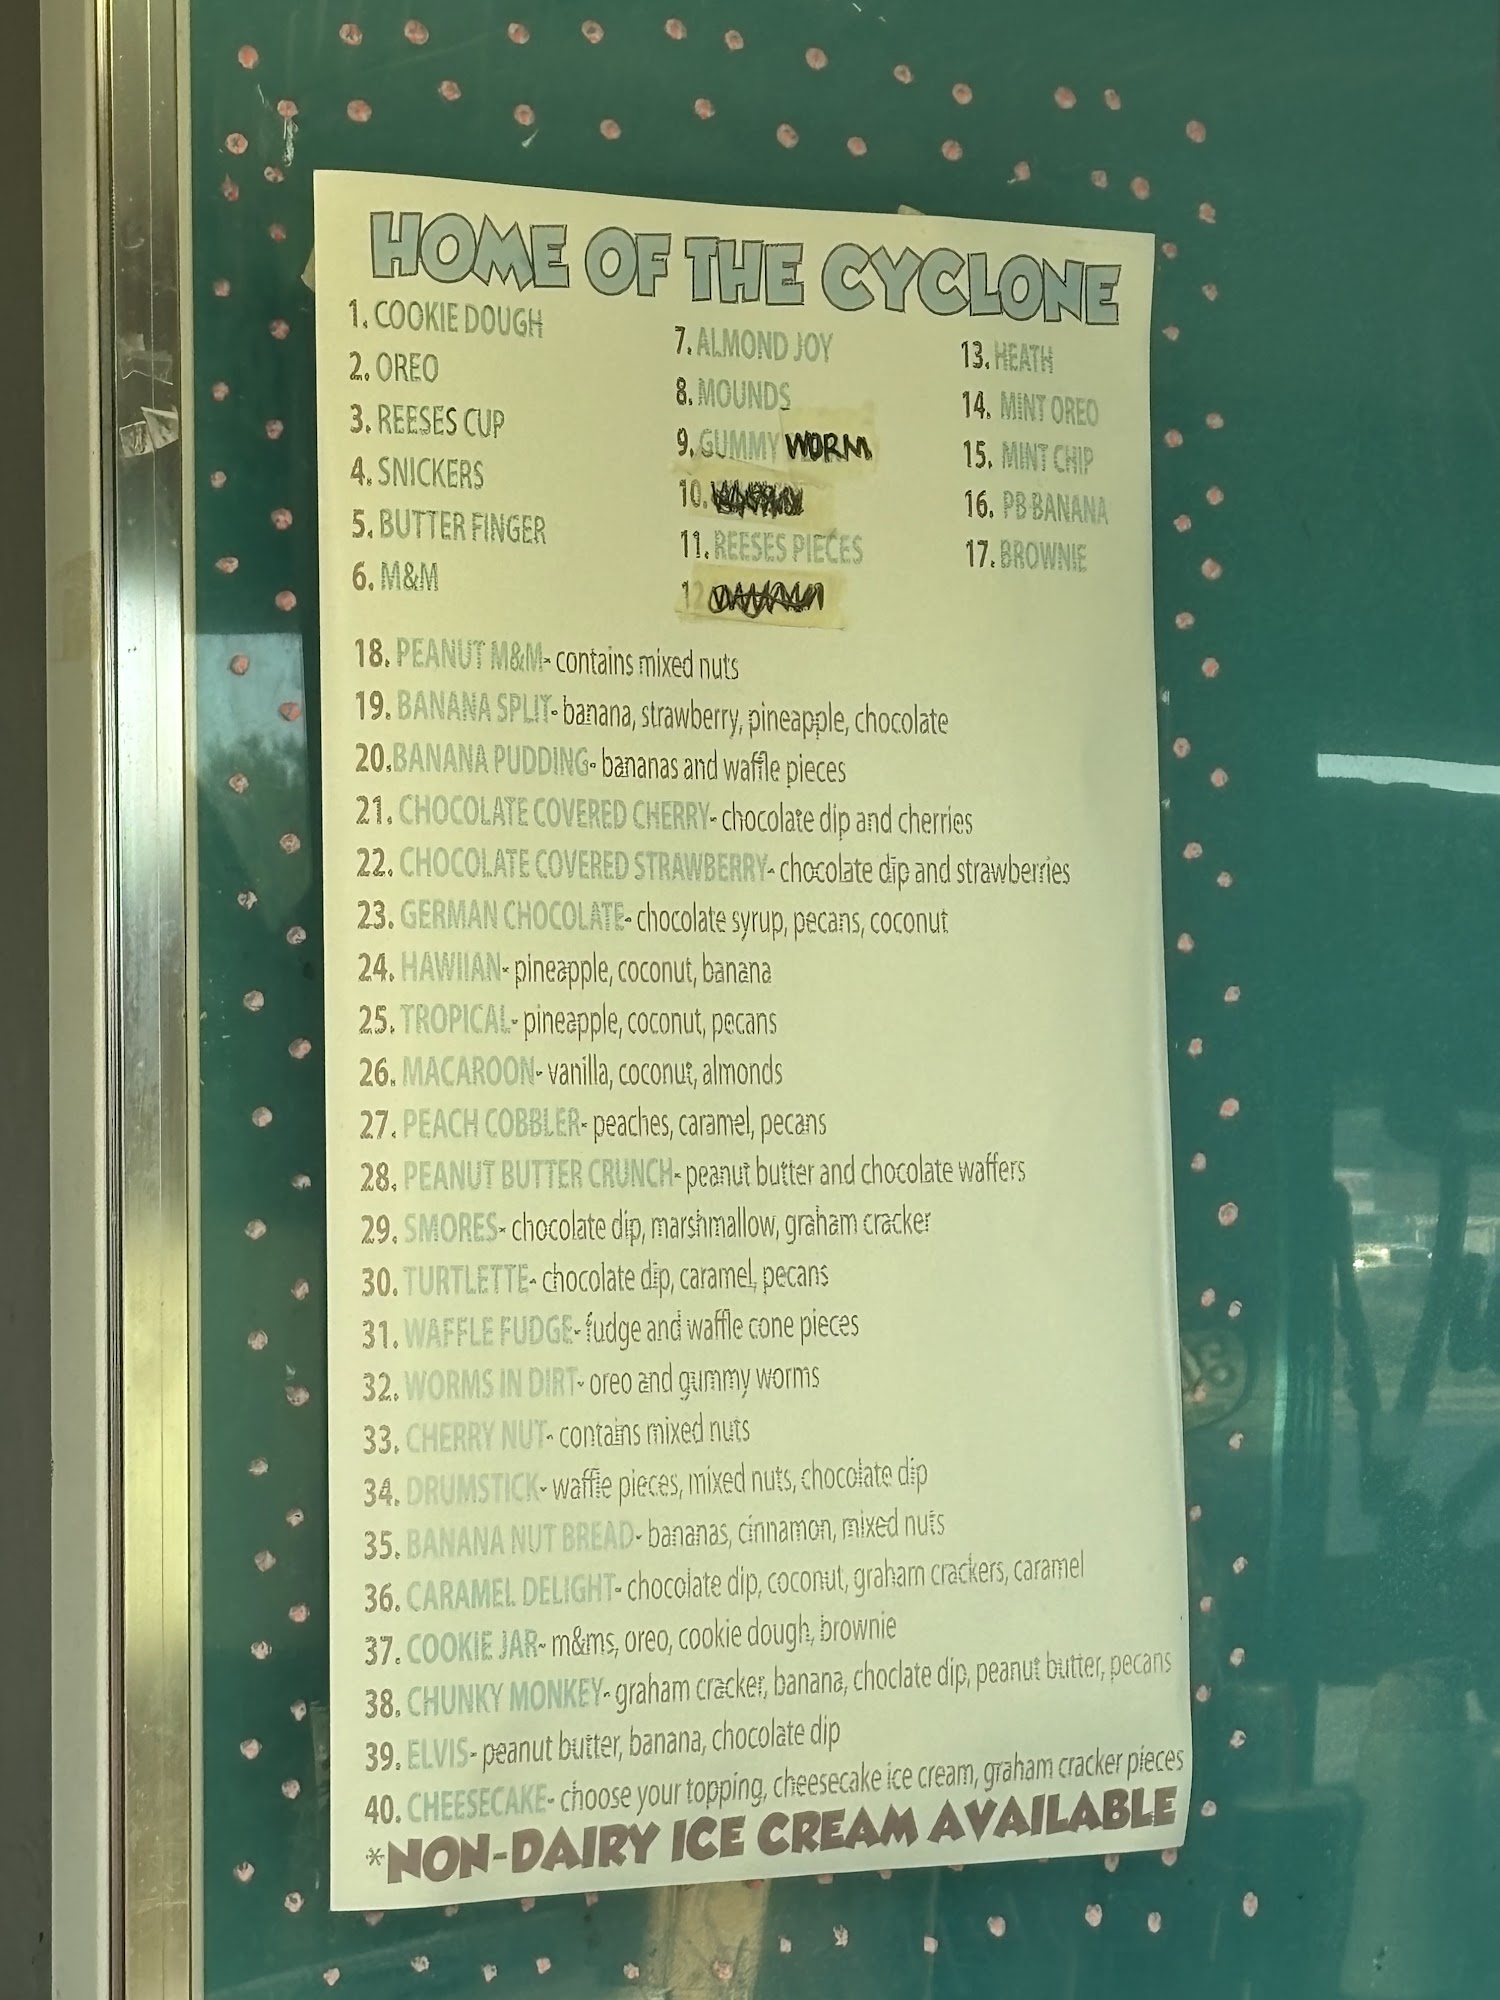 HOME OF THE CYCLONE
1. COOKIE DOUGH
2. OREO
3. REESES CUP
4. SNICKERS
5. BUTTER FINGER
6. M&M
7. ALMOND JOY
8. MOUNDS
9. GUMMY WORM
10.
11. REESES PIECES
12
13. HEATH
14. MINT OREO
15. MINT CHIP
16. PB BANANA
17. BROWNIE
18. PEANUT M&M- contains mixed nuts
19. BANANA SPLIT- banana, strawberry, pineapple, chocolate
20.BANANA PUDDING- bananas and waffle pieces
21. CHOCOLATE COVERED CHERRY- chocolate dip and cherries
22. CHOCOLATE COVERED STRAWBERRY- chocolate dip and strawberries
23. GERMAN CHOCOLATE- chocolate syrup, pecans, coconut
24. HAWIIAN- pineapple, coconut, banana
25. TROPICAL- pineapple, coconut, pecans
26. MACAROON- vanilla, coconut, almonds
27. PEACH COBBLER- peaches, caramel, pecans
28. PEANUT BUTTER CRUNCH- peanut butter and chocolate waffers
29. SMORES- chocolate dip, marshmallow, graham cracker
30. TURTLETTE- chocolate dip, caramel, pecans
31. WAFFLE FUDGE- fudge and waffle cone pieces
32. WORMS IN DIRT- oreo and gummy worms
33. CHERRY NUT- contains mixed nuts
34. DRUMSTICK- waffle pieces, mixed nuts, chocolate dip
35. BANANA NUT BREAD- bananas, cinnamon, mixed nuts
36. CARAMEL DELIGHT- chocolate dip, coconut, graham crackers, caramel
37. COOKIE JAR- m&ms, oreo, cookie dough, brownie
38. CHUNKY MONKEY- graham cracker, banana, choclate dip, peanut butter, pecans
39. ELVIS- peanut butter, banana, chocolate dip
40. CHEESECAKE- choose your topping, cheesecake ice cream, graham cracker pieces
*NON-DAIRY ICE CREAM AVAILABLE